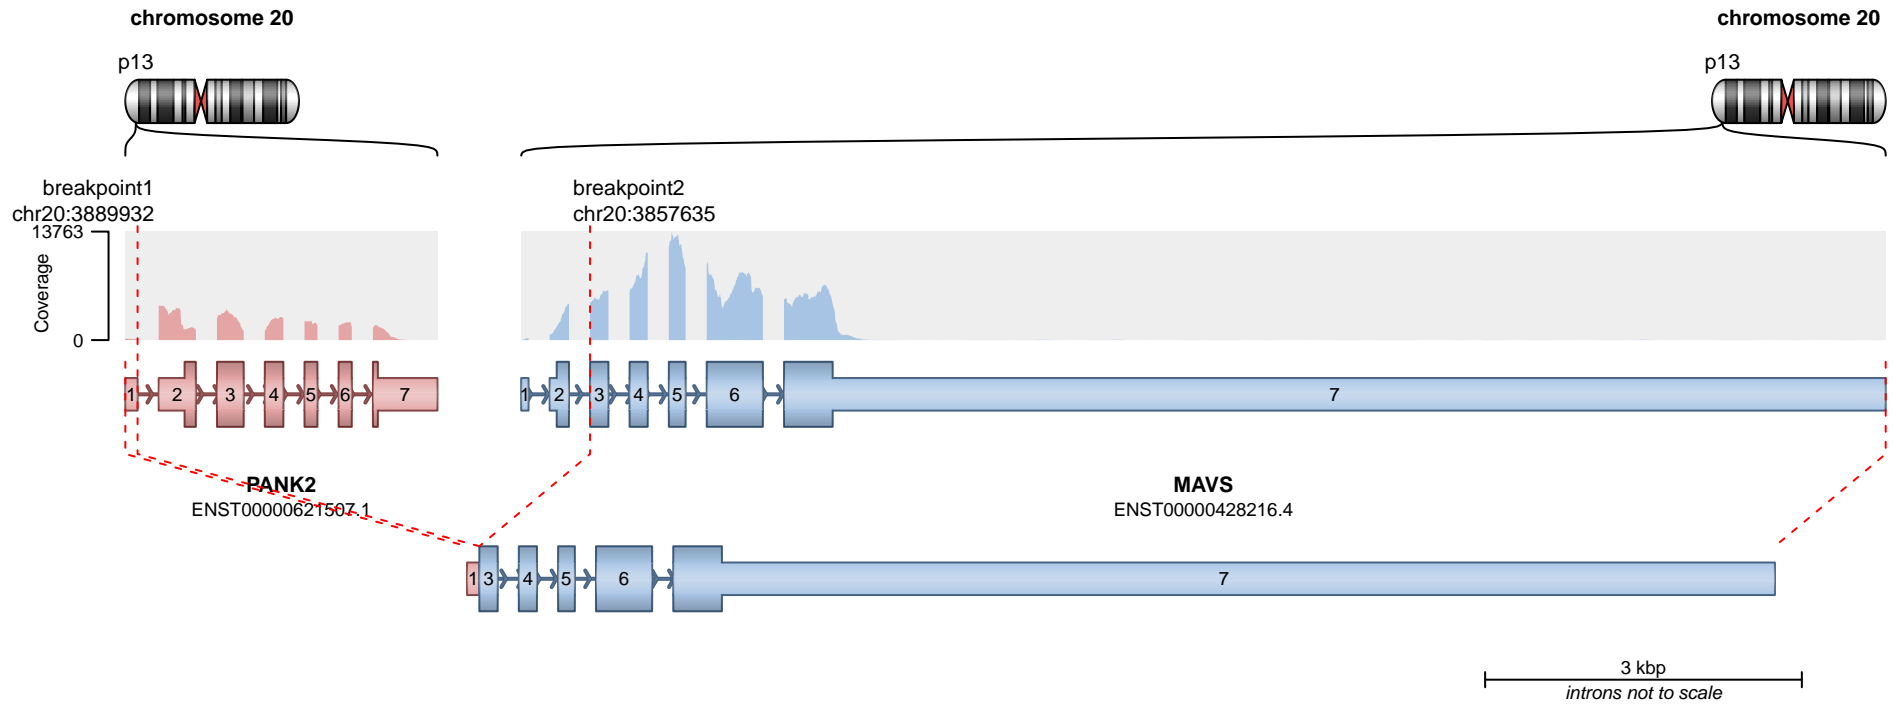 chromosome 20
chromosome 20
p13
p13
breakpoint1
chr20:3889932
breakpoint2
chr20:3857635
13763
Coverage
0
1 2 3 4 5 6 7
1 2 3 4 5 6 7
PANK2
ENST00000621507.1
MAVS
ENST00000428216.4
1 3 4 5 6 7
3 kbp
introns not to scale